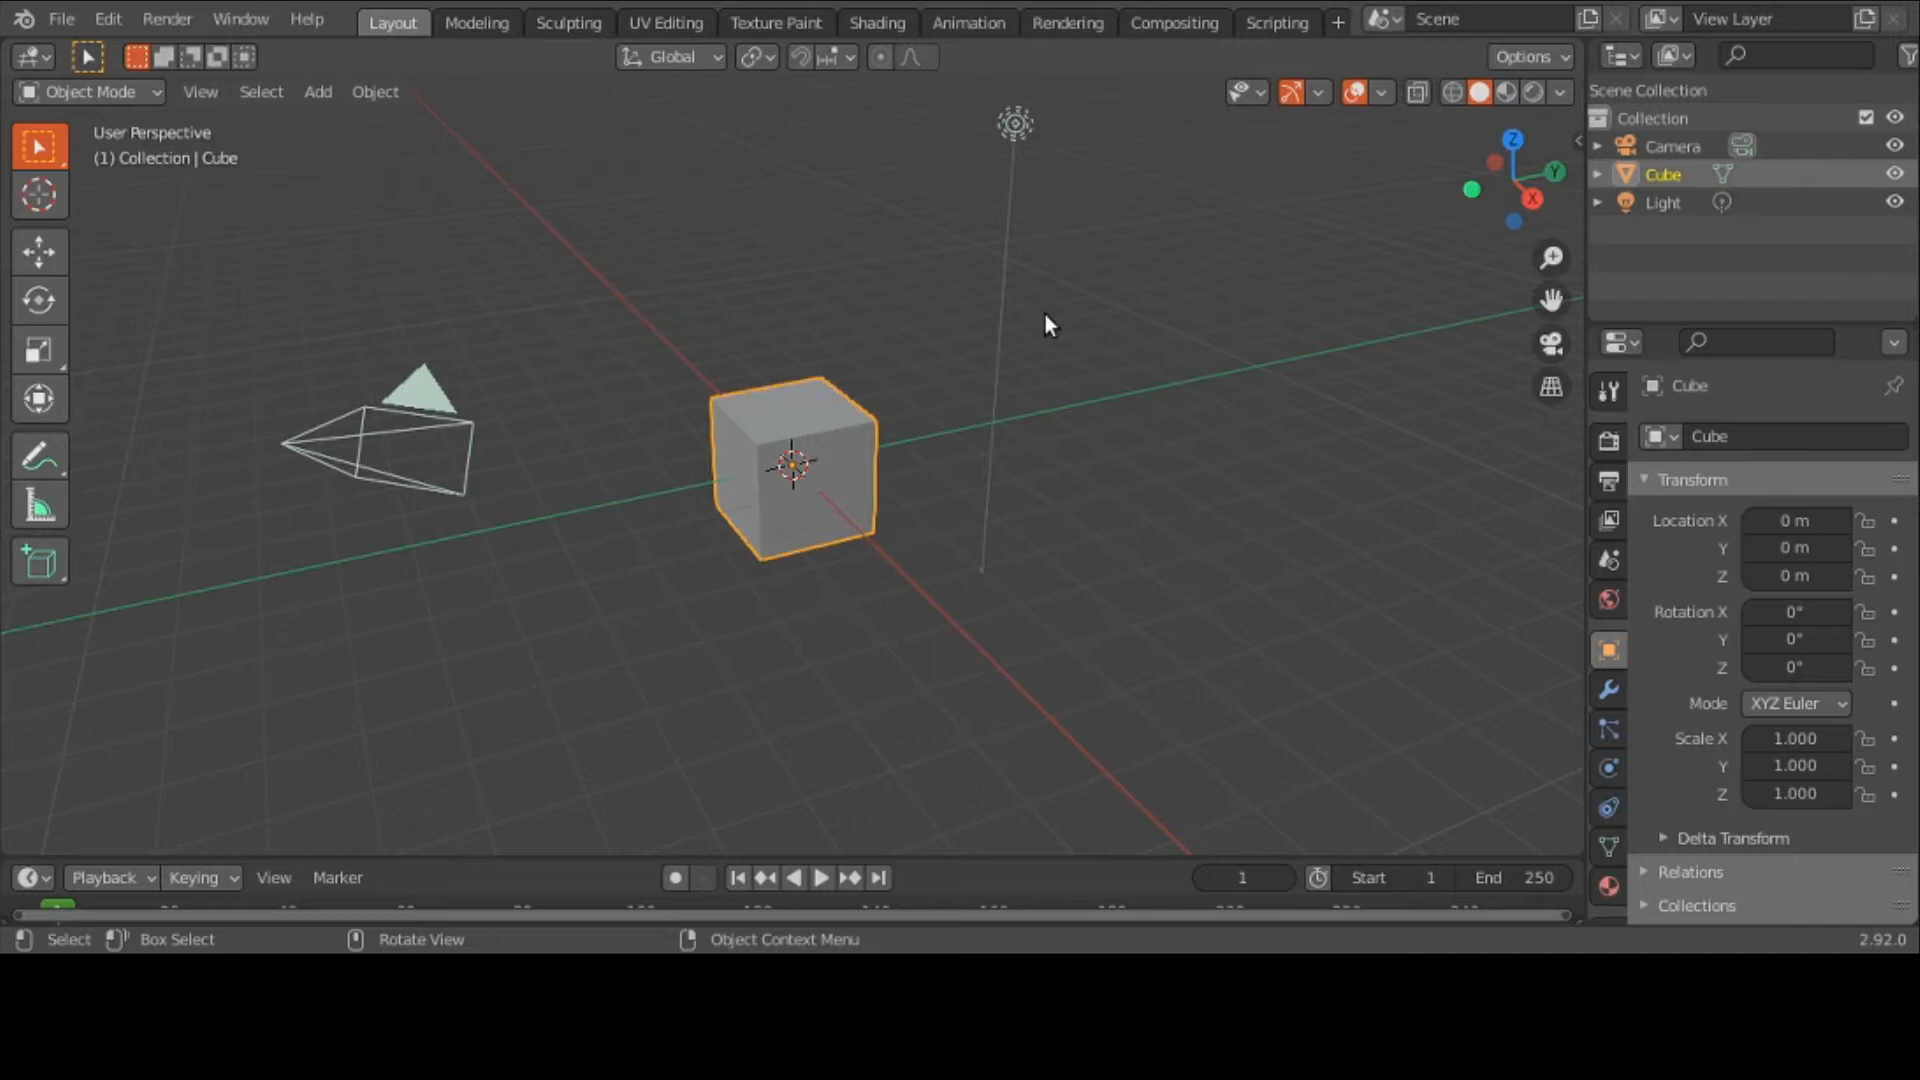 File Edit Render Window Help Layout Modeling Sculpting UV Editing Texture Paint Shading Animation Rendering Compositing Scripting + Scene View Layer
Global Options
Object Mode View Select Add Object
Scene Collection
Collection
Camera
Cube
Light
User Perspective
(1) Collection | Cube
Z
Y
X
Cube
Cube
Transform
Location X 0 m
Y 0 m
Z 0 m
Rotation X 0°
Y 0°
Z 0°
Mode XYZ Euler
Scale X 1.000
Y 1.000
Z 1.000
Delta Transform
Relations
Collections
Playback Keying View Marker 1 Start 1 End 250
Select Box Select Rotate View Object Context Menu 2.92.0